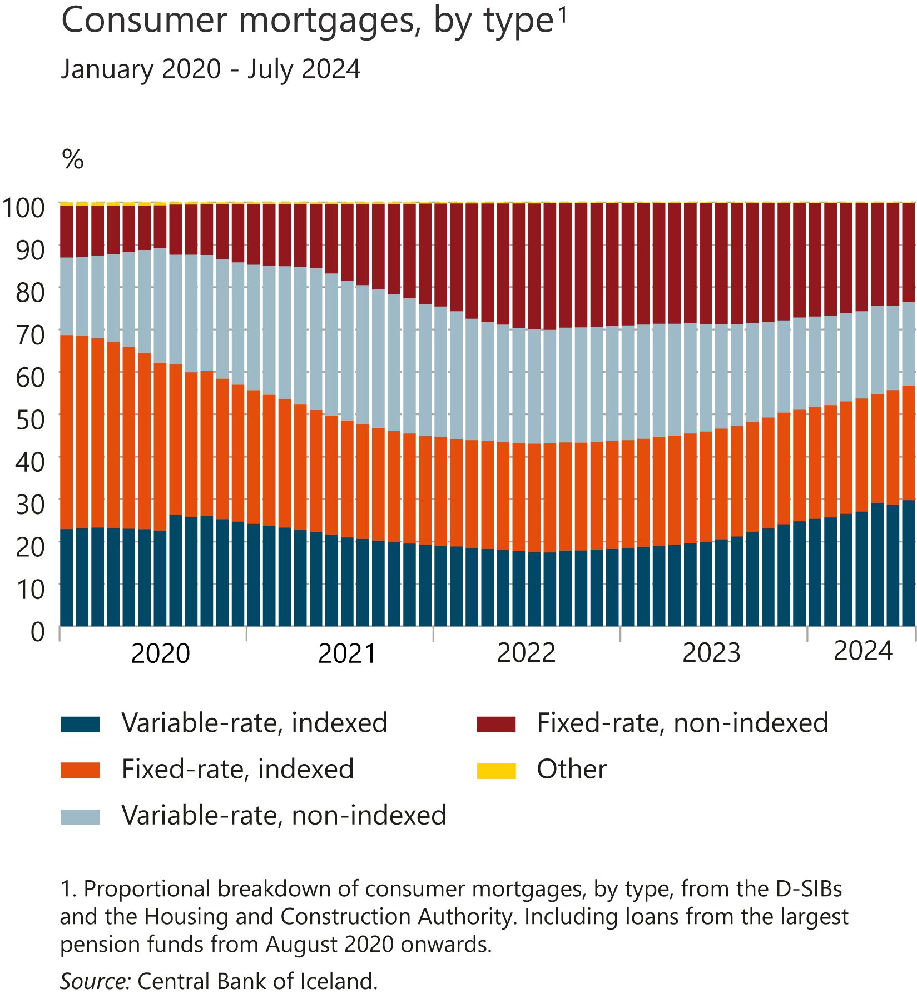 Consumer mortgages, by type¹
January 2020 - July 2024
%
100
90
80
70
60
50
40
30
20
10
0
2020 2021 2022 2023 2024
Variable-rate, indexed
Fixed-rate, indexed
Variable-rate, non-indexed
Fixed-rate, non-indexed
Other
1. Proportional breakdown of consumer mortgages, by type, from the D-SIBs
and the Housing and Construction Authority. Including loans from the largest
pension funds from August 2020 onwards.
Source: Central Bank of Iceland.